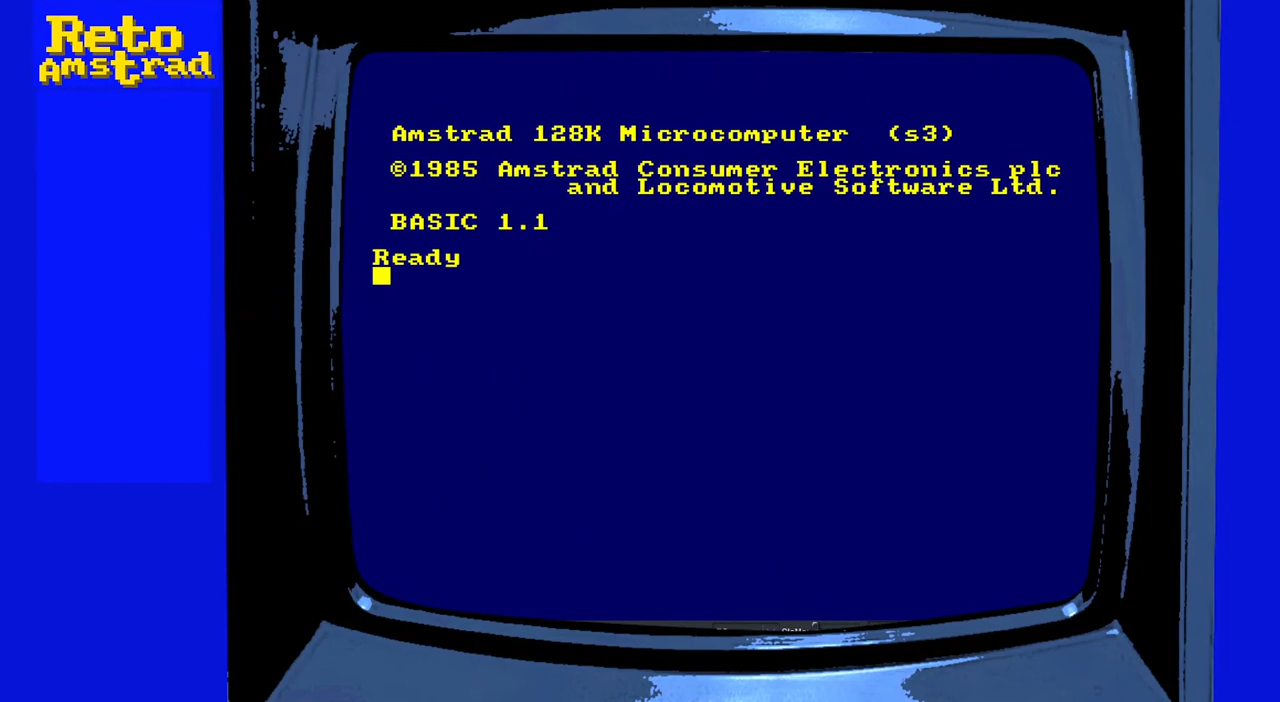 Reto
Amstrad
Amstrad 128K Microcomputer (s3)
©1985 Amstrad Consumer Electronics plc
and Locomotive Software Ltd.
BASIC 1.1
Ready